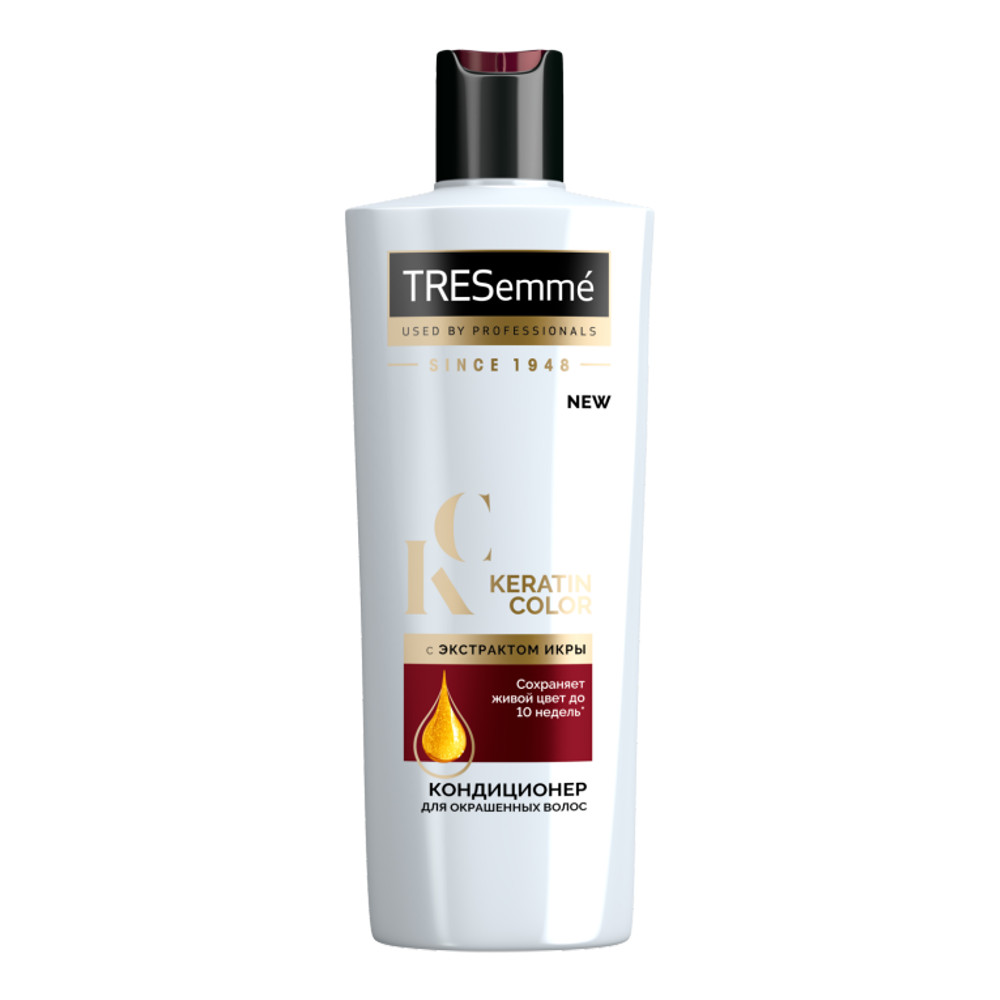 TRESemmé
USED BY PROFESSIONALS
SINCE 1948
NEW
KC
KERATIN
COLOR
с ЭКСТРАКТОМ ИКРЫ
Сохраняет
живой цвет до
10 недель*
КОНДИЦИОНЕР
ДЛЯ ОКРАШЕННЫХ ВОЛОС